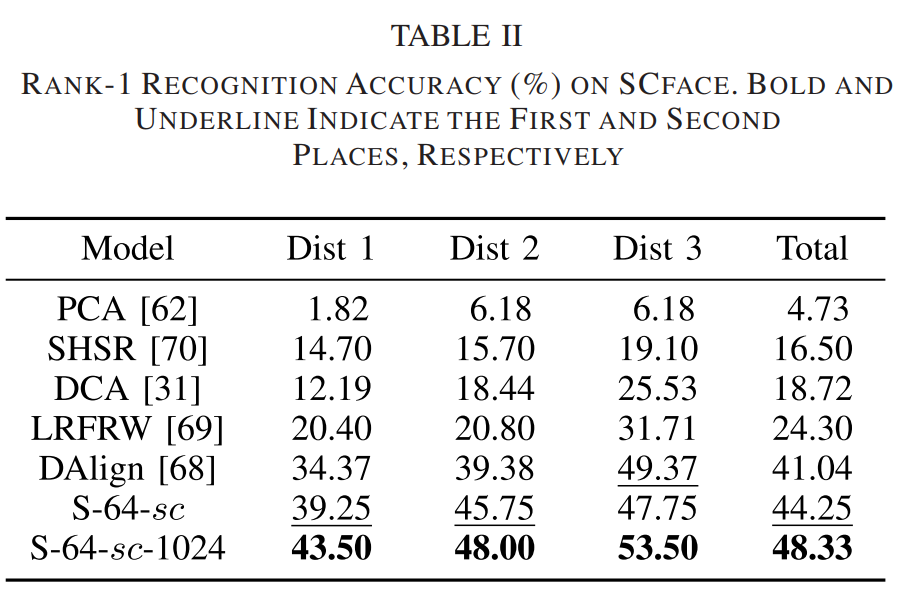 TABLE II
RANK-1 RECOGNITION ACCURACY (%) ON SCFACE. BOLD AND
UNDERLINE INDICATE THE FIRST AND SECOND
PLACES, RESPECTIVELY
Model Dist 1 Dist 2 Dist 3 Total
PCA [62] 1.82 6.18 6.18 4.73
SHSR [70] 14.70 15.70 19.10 16.50
DCA [31] 12.19 18.44 25.53 18.72
LRFRW [69] 20.40 20.80 31.71 24.30
DAlign [68] 34.37 39.38 49.37 41.04
S-64-sc 39.25 45.75 47.75 44.25
S-64-sc-1024 43.50 48.00 53.50 48.33